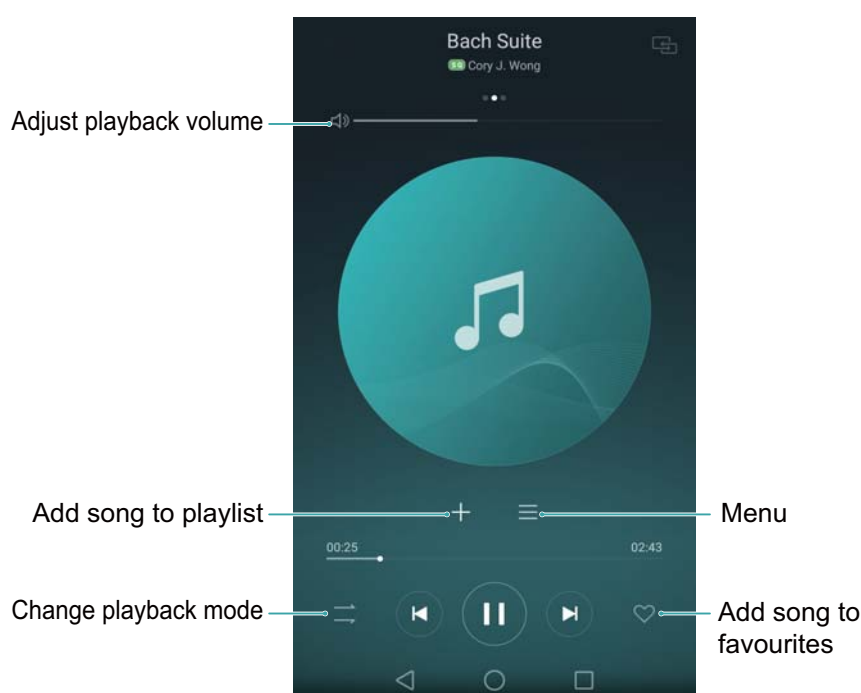 Bach Suite
SQ Cory J. Wong
Adjust playback volume
Add song to playlist
Menu
00:25 02:43
Change playback mode
Add song to
favourites